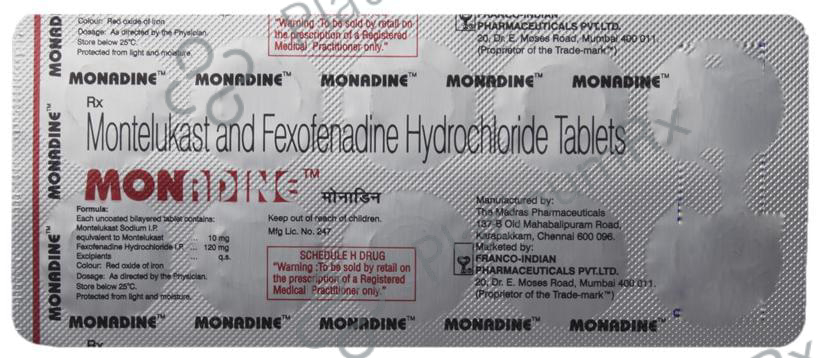 Colour: Red oxide of iron
Dosage: As directed by the Physician.
Store below 25°C.
Protected from light and moisture.
"Warning :To be sold by retail on
the prescription of a Registered
Medical Practitioner only."
FRANCO-INDIAN
PHARMACEUTICALS PVT.LTD.
20, Dr. E. Moses Road, Mumbai 400 011.
(Proprietor of the Trade-mark™)
MONADINE™ MONADINE™ MONADINE™ MONADINE™ MONADINE™
Rx
Montelukast and Fexofenadine Hydrochloride Tablets
MONADINE™
मोनाडिन
Formula:
Each uncoated bilayered tablet contains:
Montelukast Sodium I.P.
equivalent to Montelukast ... 10 mg
Fexofenadine Hydrochloride I.P. ... 120 mg
Excipients ... q.s.
Colour: Red oxide of iron
Dosage: As directed by the Physician.
Store below 25°C.
Protected from light and moisture.
Keep out of reach of children.
Mfg Lic. No. 247
SCHEDULE H DRUG
"Warning :To be sold by retail on
the prescription of a Registered
Medical Practitioner only."
Manufactured by:
The Madras Pharmaceuticals
137-B Old Mahabalipuram Road,
Karapakkam, Chennai 600 096.
Marketed by:
FRANCO-INDIAN
PHARMACEUTICALS PVT.LTD.
20, Dr. E. Moses Road, Mumbai 400 011.
(Proprietor of the Trade-mark™)
MONADINE™ MONADINE™ MONADINE™ MONADINE™ MONADINE™
Rx
MONADINE™
MONADINE™